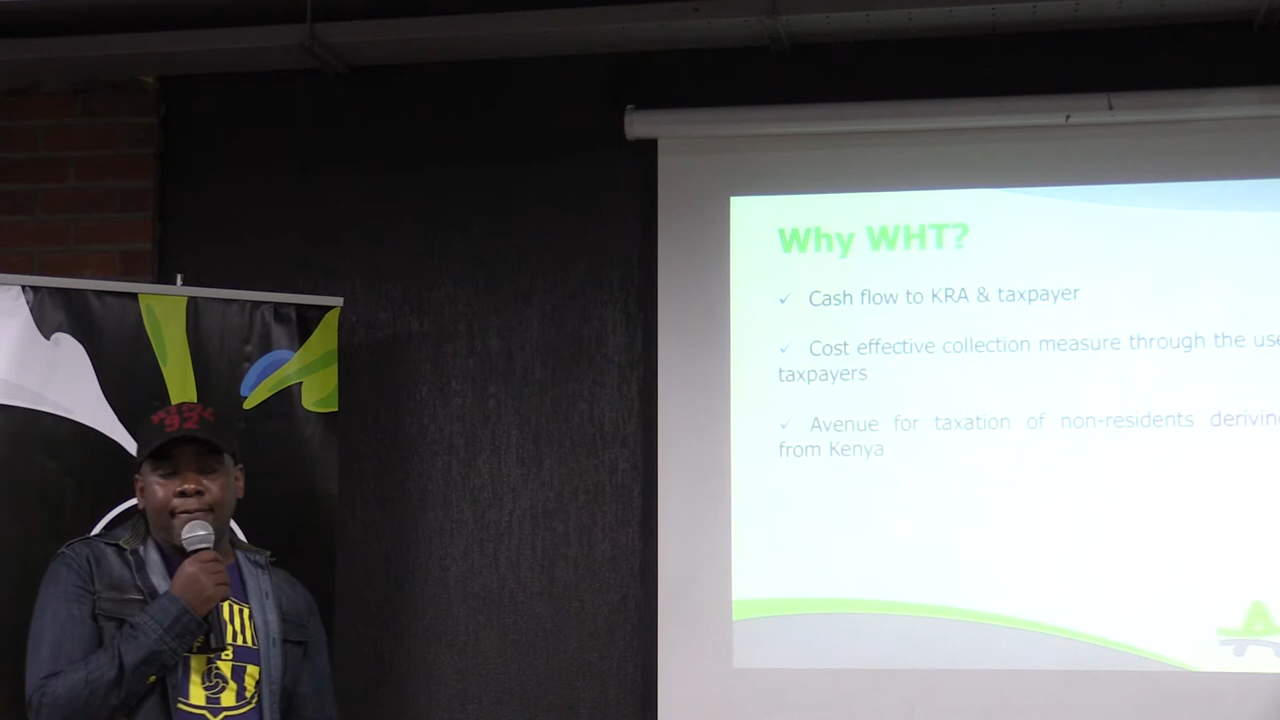 Why WHT?
✓ Cash flow to KRA & taxpayer
✓ Cost effective collection measure through the use
taxpayers
✓ Avenue for taxation of non-residents deriving
from Kenya
92